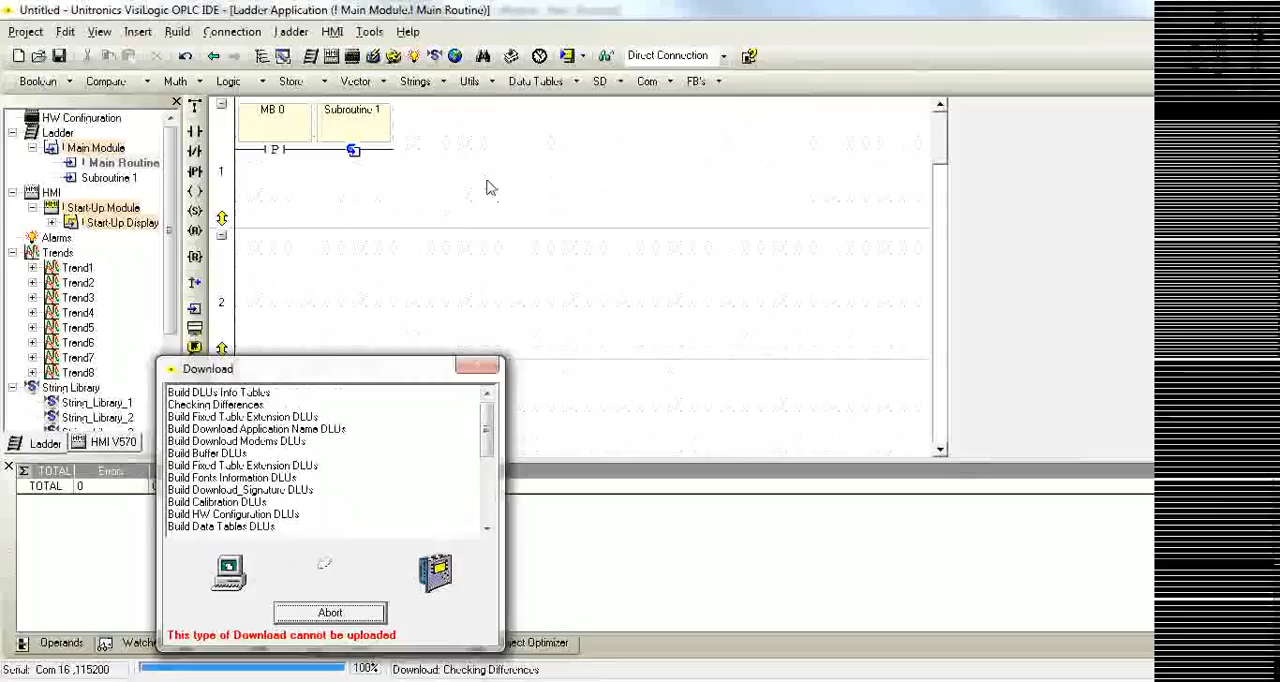 Untitled - Unitronics VisiLogic OPLC IDE - [Ladder Application (! Main Module:! Main Routine)]
Project Edit View Insert Build Connection Ladder HMI Tools Help
Direct Connection
Boolean Compare Math Logic Store Vector Strings Utils Data Tables SD Com FB's
HW Configuration
Ladder
! Main Module
! Main Routine
Subroutine 1
HMI
! Start-Up Module
! Start-Up Display
Alarms
Trends
Trend1
Trend2
Trend3
Trend4
Trend5
Trend6
Trend7
Trend8
String Library
String_Library_1
String_Library_2
Ladder HMI V570
MB 0 Subroutine 1
P
1
2
TOTAL Errors
TOTAL 0
Download
Build DLUs Info Tables
Checking Differences
Build Fixed Table Extension DLUs
Build Download Application Name DLUs
Build Download Modems DLUs
Build Buffer DLUs
Build Fixed Table Extension DLUs
Build Fonts Information DLUs
Build Download_Signature DLUs
Build Calibration DLUs
Build HW Configuration DLUs
Build Data Tables DLUs
Abort
This type of Download cannot be uploaded
Operands Watch ect Optimizer
Serial: Com 16 ,115200 100% Download: Checking Differences